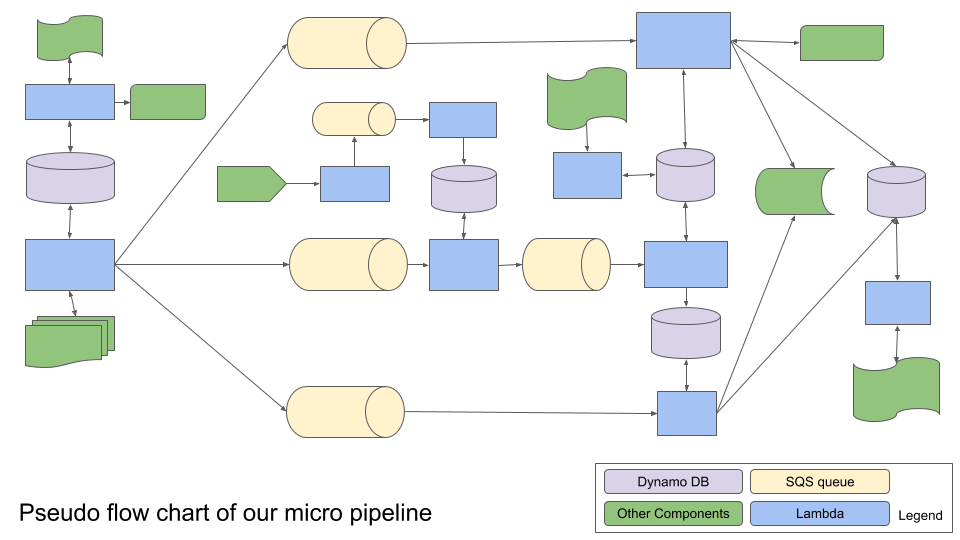 Dynamo DB
SQS queue
Other Components
Lambda
Legend
Pseudo flow chart of our micro pipeline